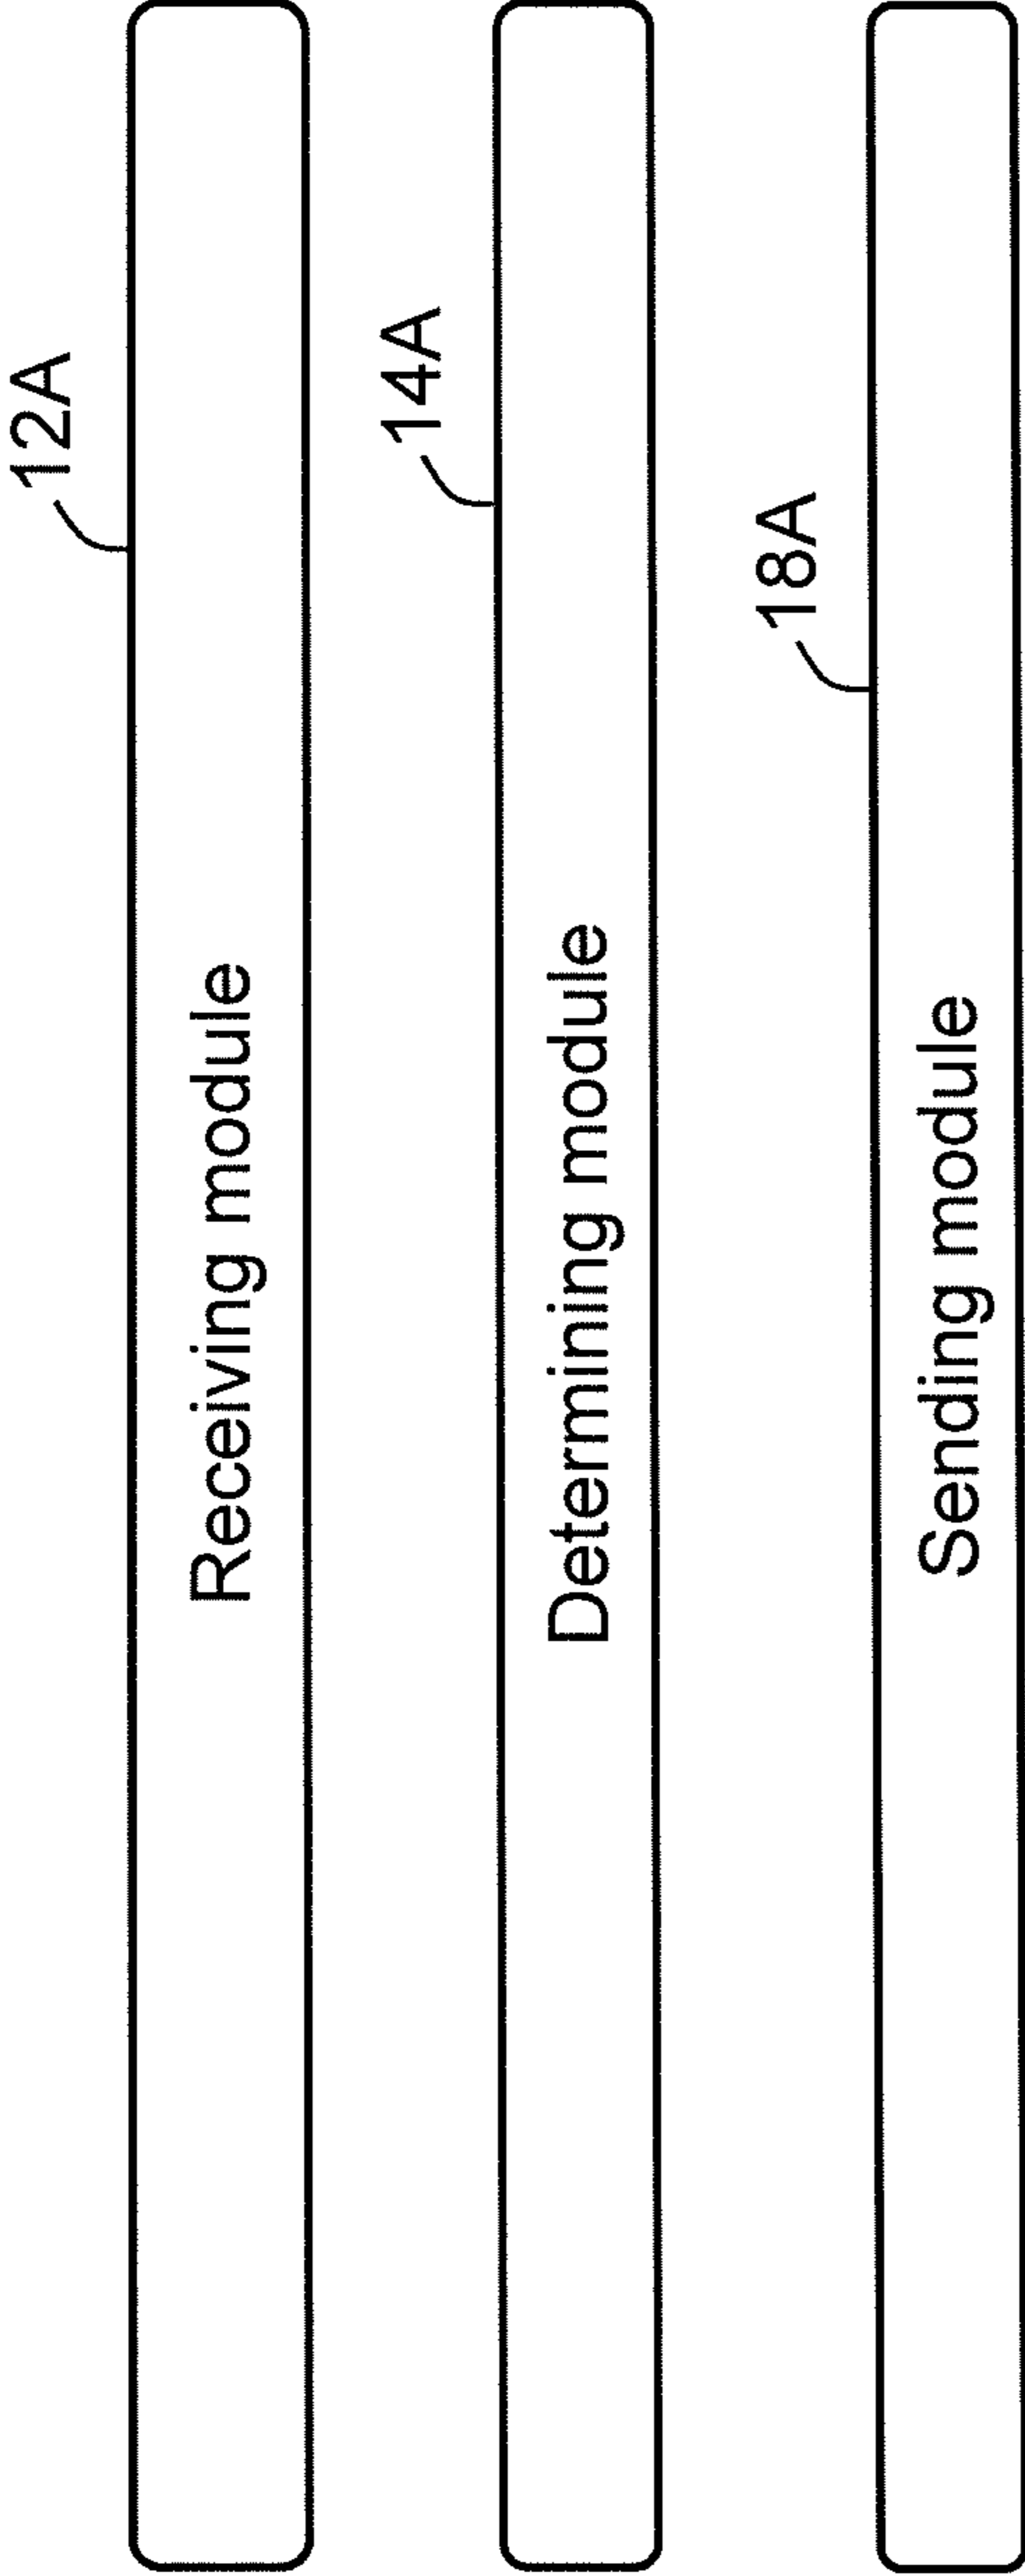 12A
Receiving module
14A
Determining module
18A
Sending module